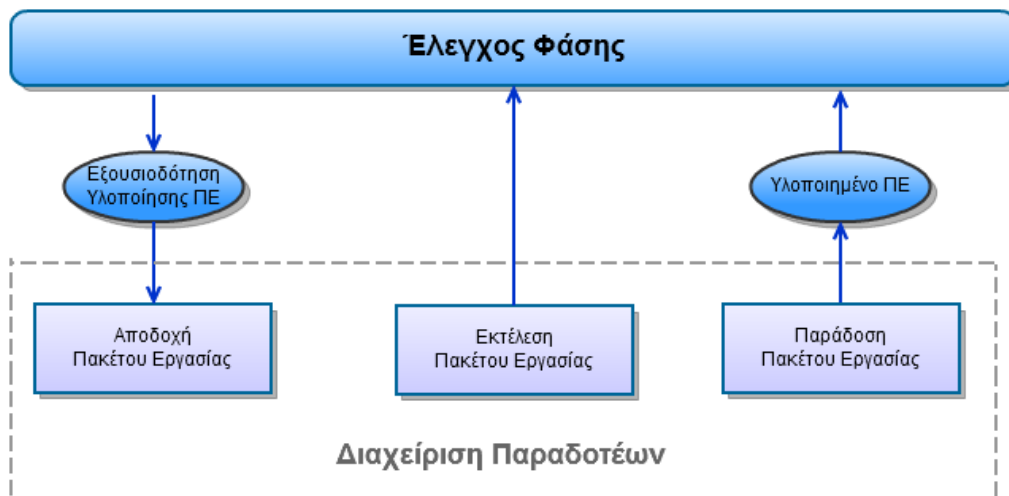 Έλεγχος Φάσης
Εξουσιοδότηση
Υλοποίησης ΠΕ
Υλοποιημένο ΠΕ
Αποδοχή
Πακέτου Εργασίας
Εκτέλεση
Πακέτου Εργασίας
Παράδοση
Πακέτου Εργασίας
Διαχείριση Παραδοτέων